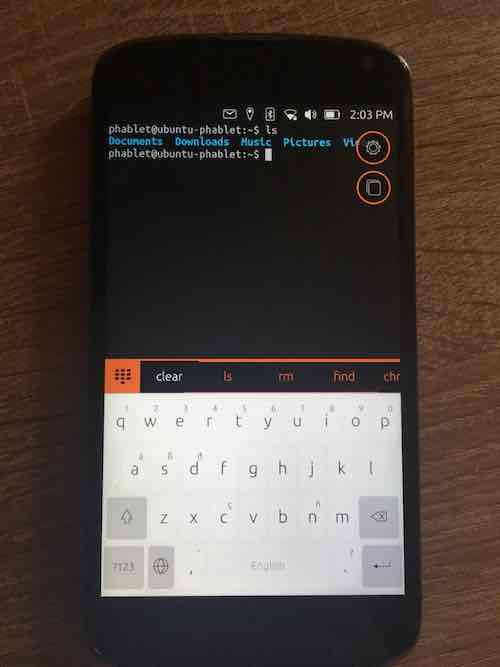 2:03 PM
phablet@ubuntu-phablet:~$ ls
Documents Downloads Music Pictures
phablet@ubuntu-phablet:~$
clear ls rm find chr
1 2 3 4 5 6 7 8 9 0
q w e r t y u i o p
a s d f g h j k l
z x c v b n m
?123 , English .